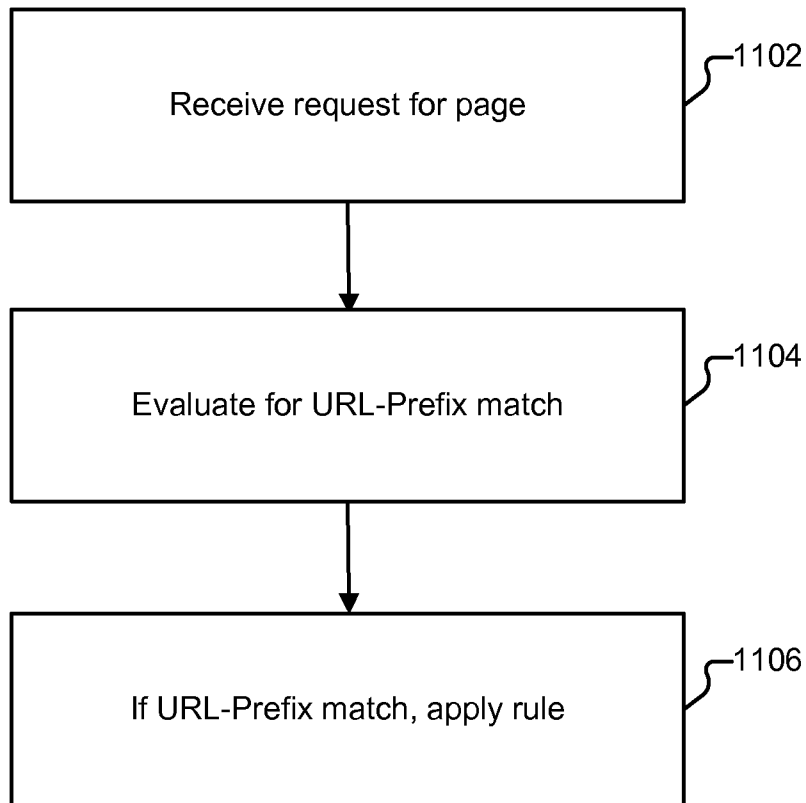 Receive request for page
1102
Evaluate for URL-Prefix match
1104
If URL-Prefix match, apply rule
1106